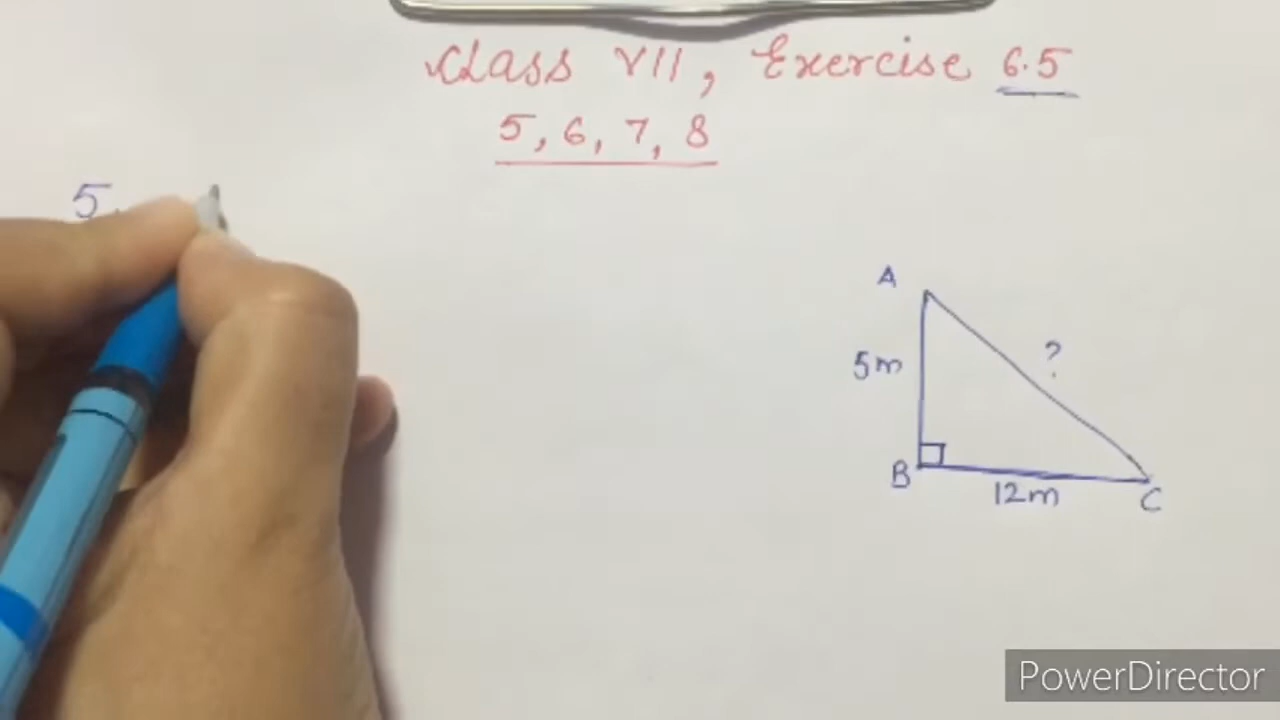 Class VII, Exercise 6.5
5, 6, 7, 8
5.
A
5m
?
B
12m
C
PowerDirector